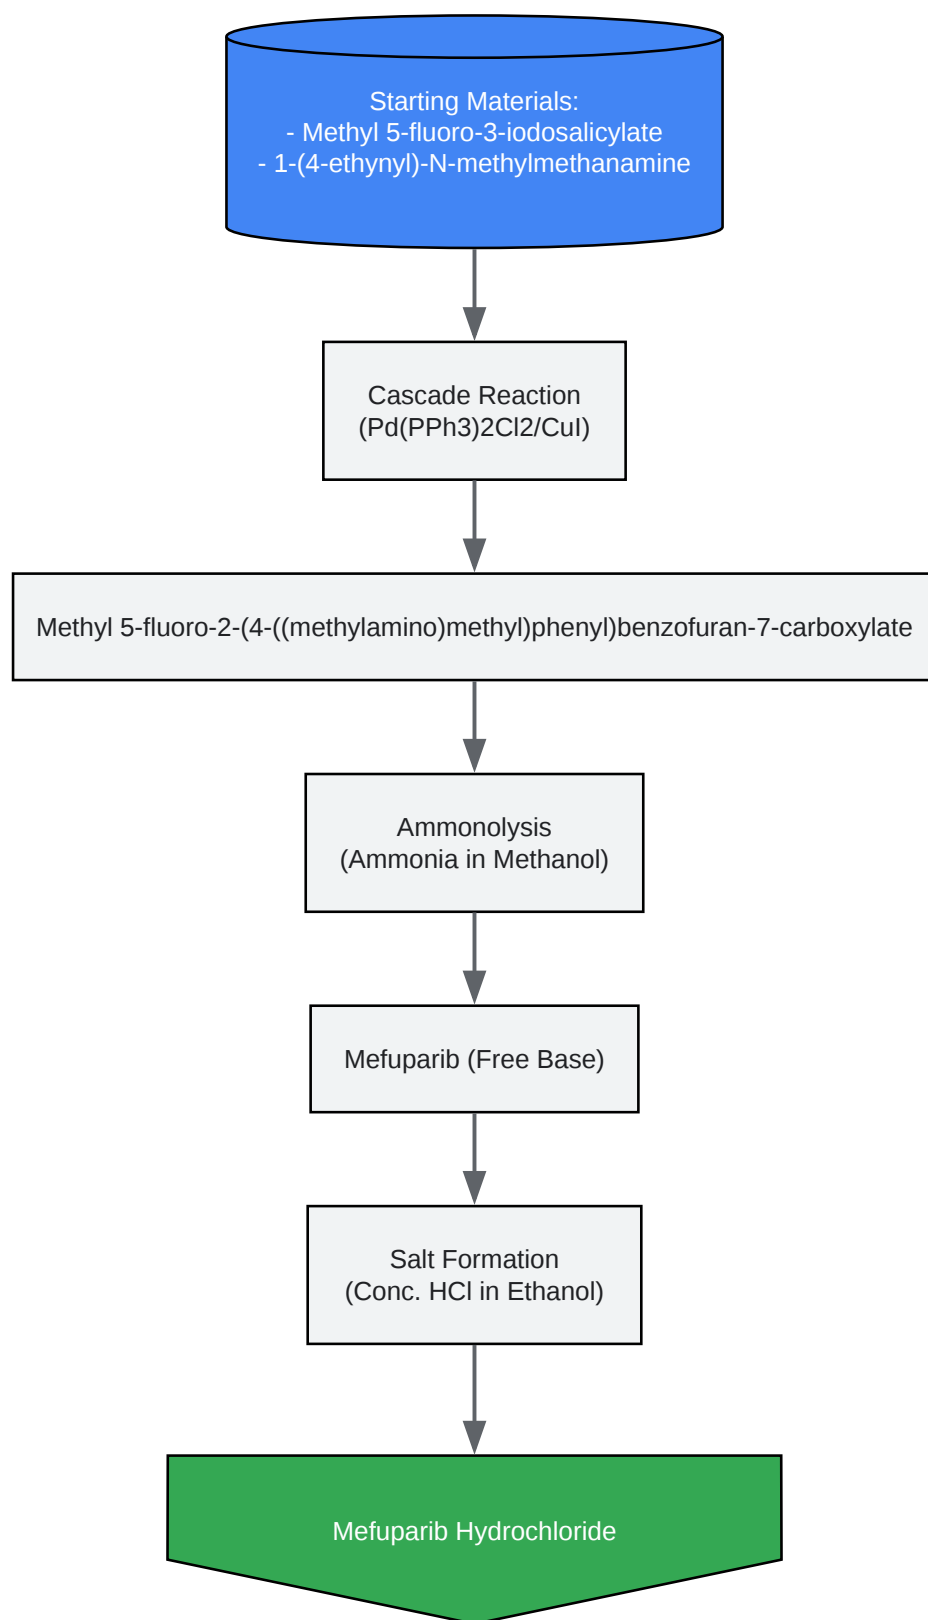 Starting Materials:
- Methyl 5-fluoro-3-iodosalicylate
- 1-(4-ethynyl)-N-methylmethanamine
Cascade Reaction
(Pd(PPh3)2Cl2/CuI)
Methyl 5-fluoro-2-(4-((methylamino)methyl)phenyl)benzofuran-7-carboxylate
Ammonolysis
(Ammonia in Methanol)
Mefuparib (Free Base)
Salt Formation
(Conc. HCl in Ethanol)
Mefuparib Hydrochloride